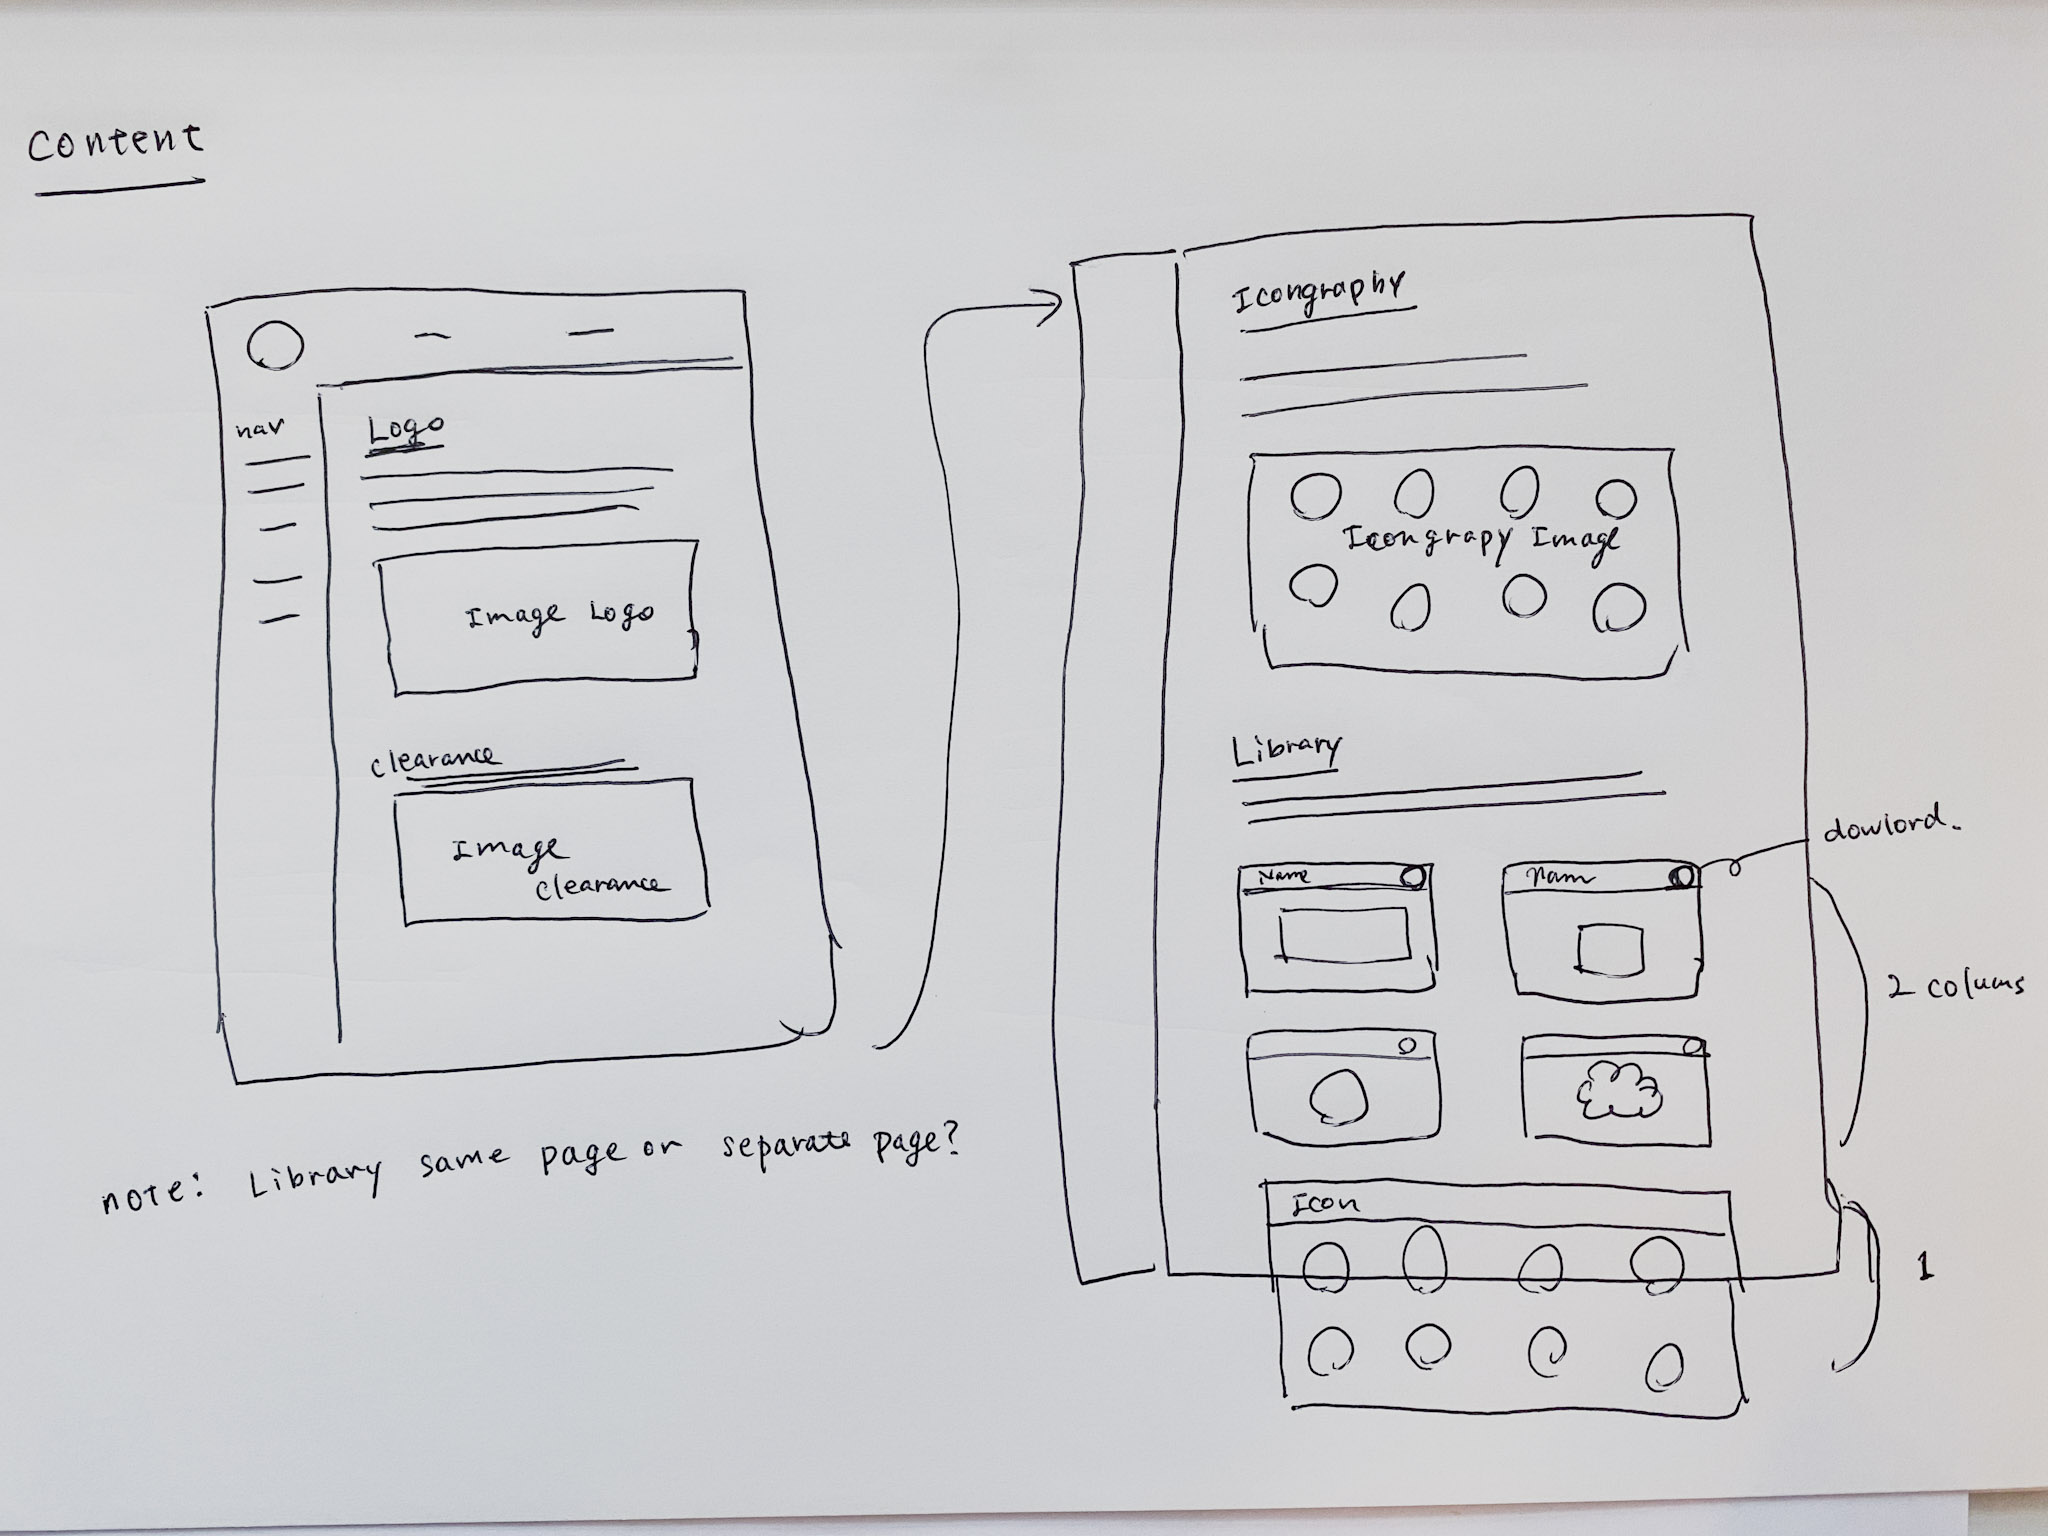 Content
nav
Logo
Image Logo
clearance
Image
clearance
note: Library same page or separate page?
Icongraphy
Icongrapy Image
Library
dowlord.
Name
Nam
2 colums
Icon
1